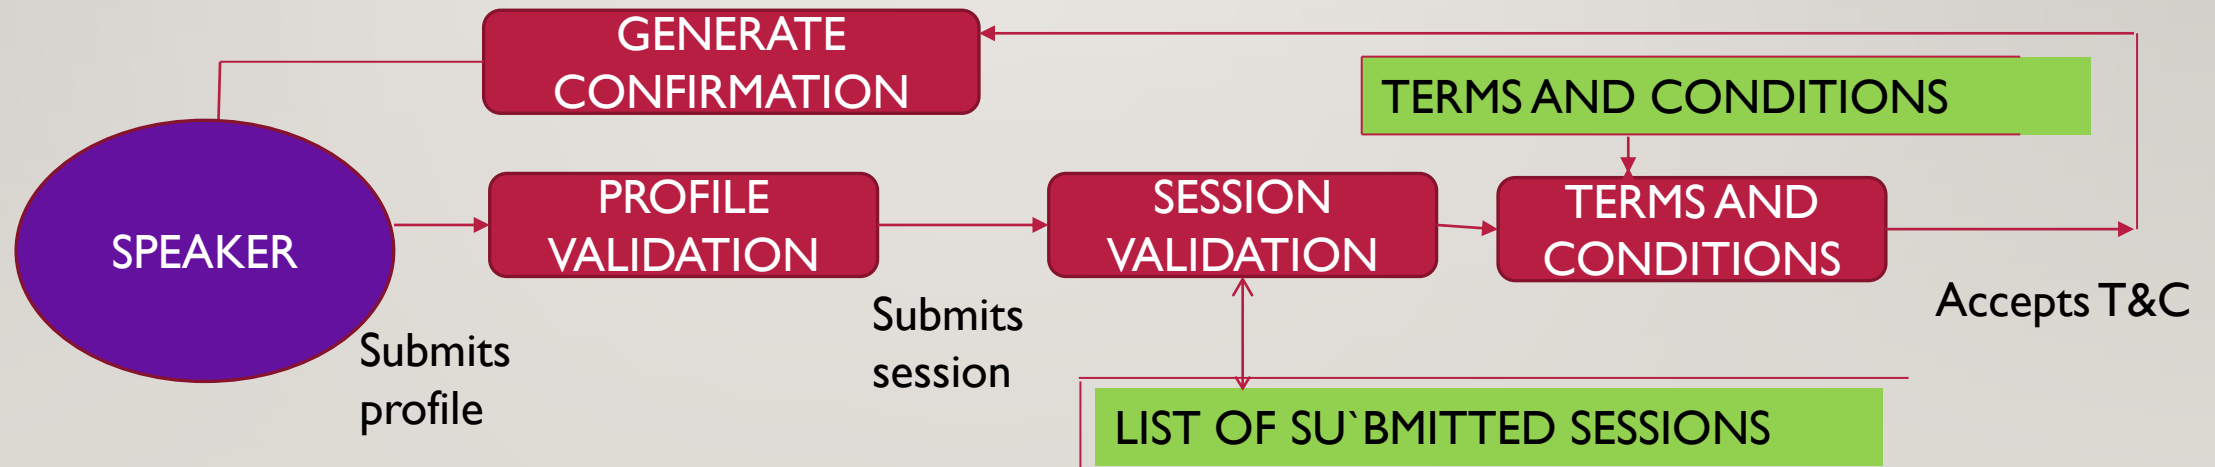 GENERATE
CONFIRMATION
TERMS AND CONDITIONS
SPEAKER
PROFILE
VALIDATION
SESSION
VALIDATION
TERMS AND
CONDITIONS
Submits
profile
Submits
session
Accepts T&C
LIST OF SU`BMITTED SESSIONS